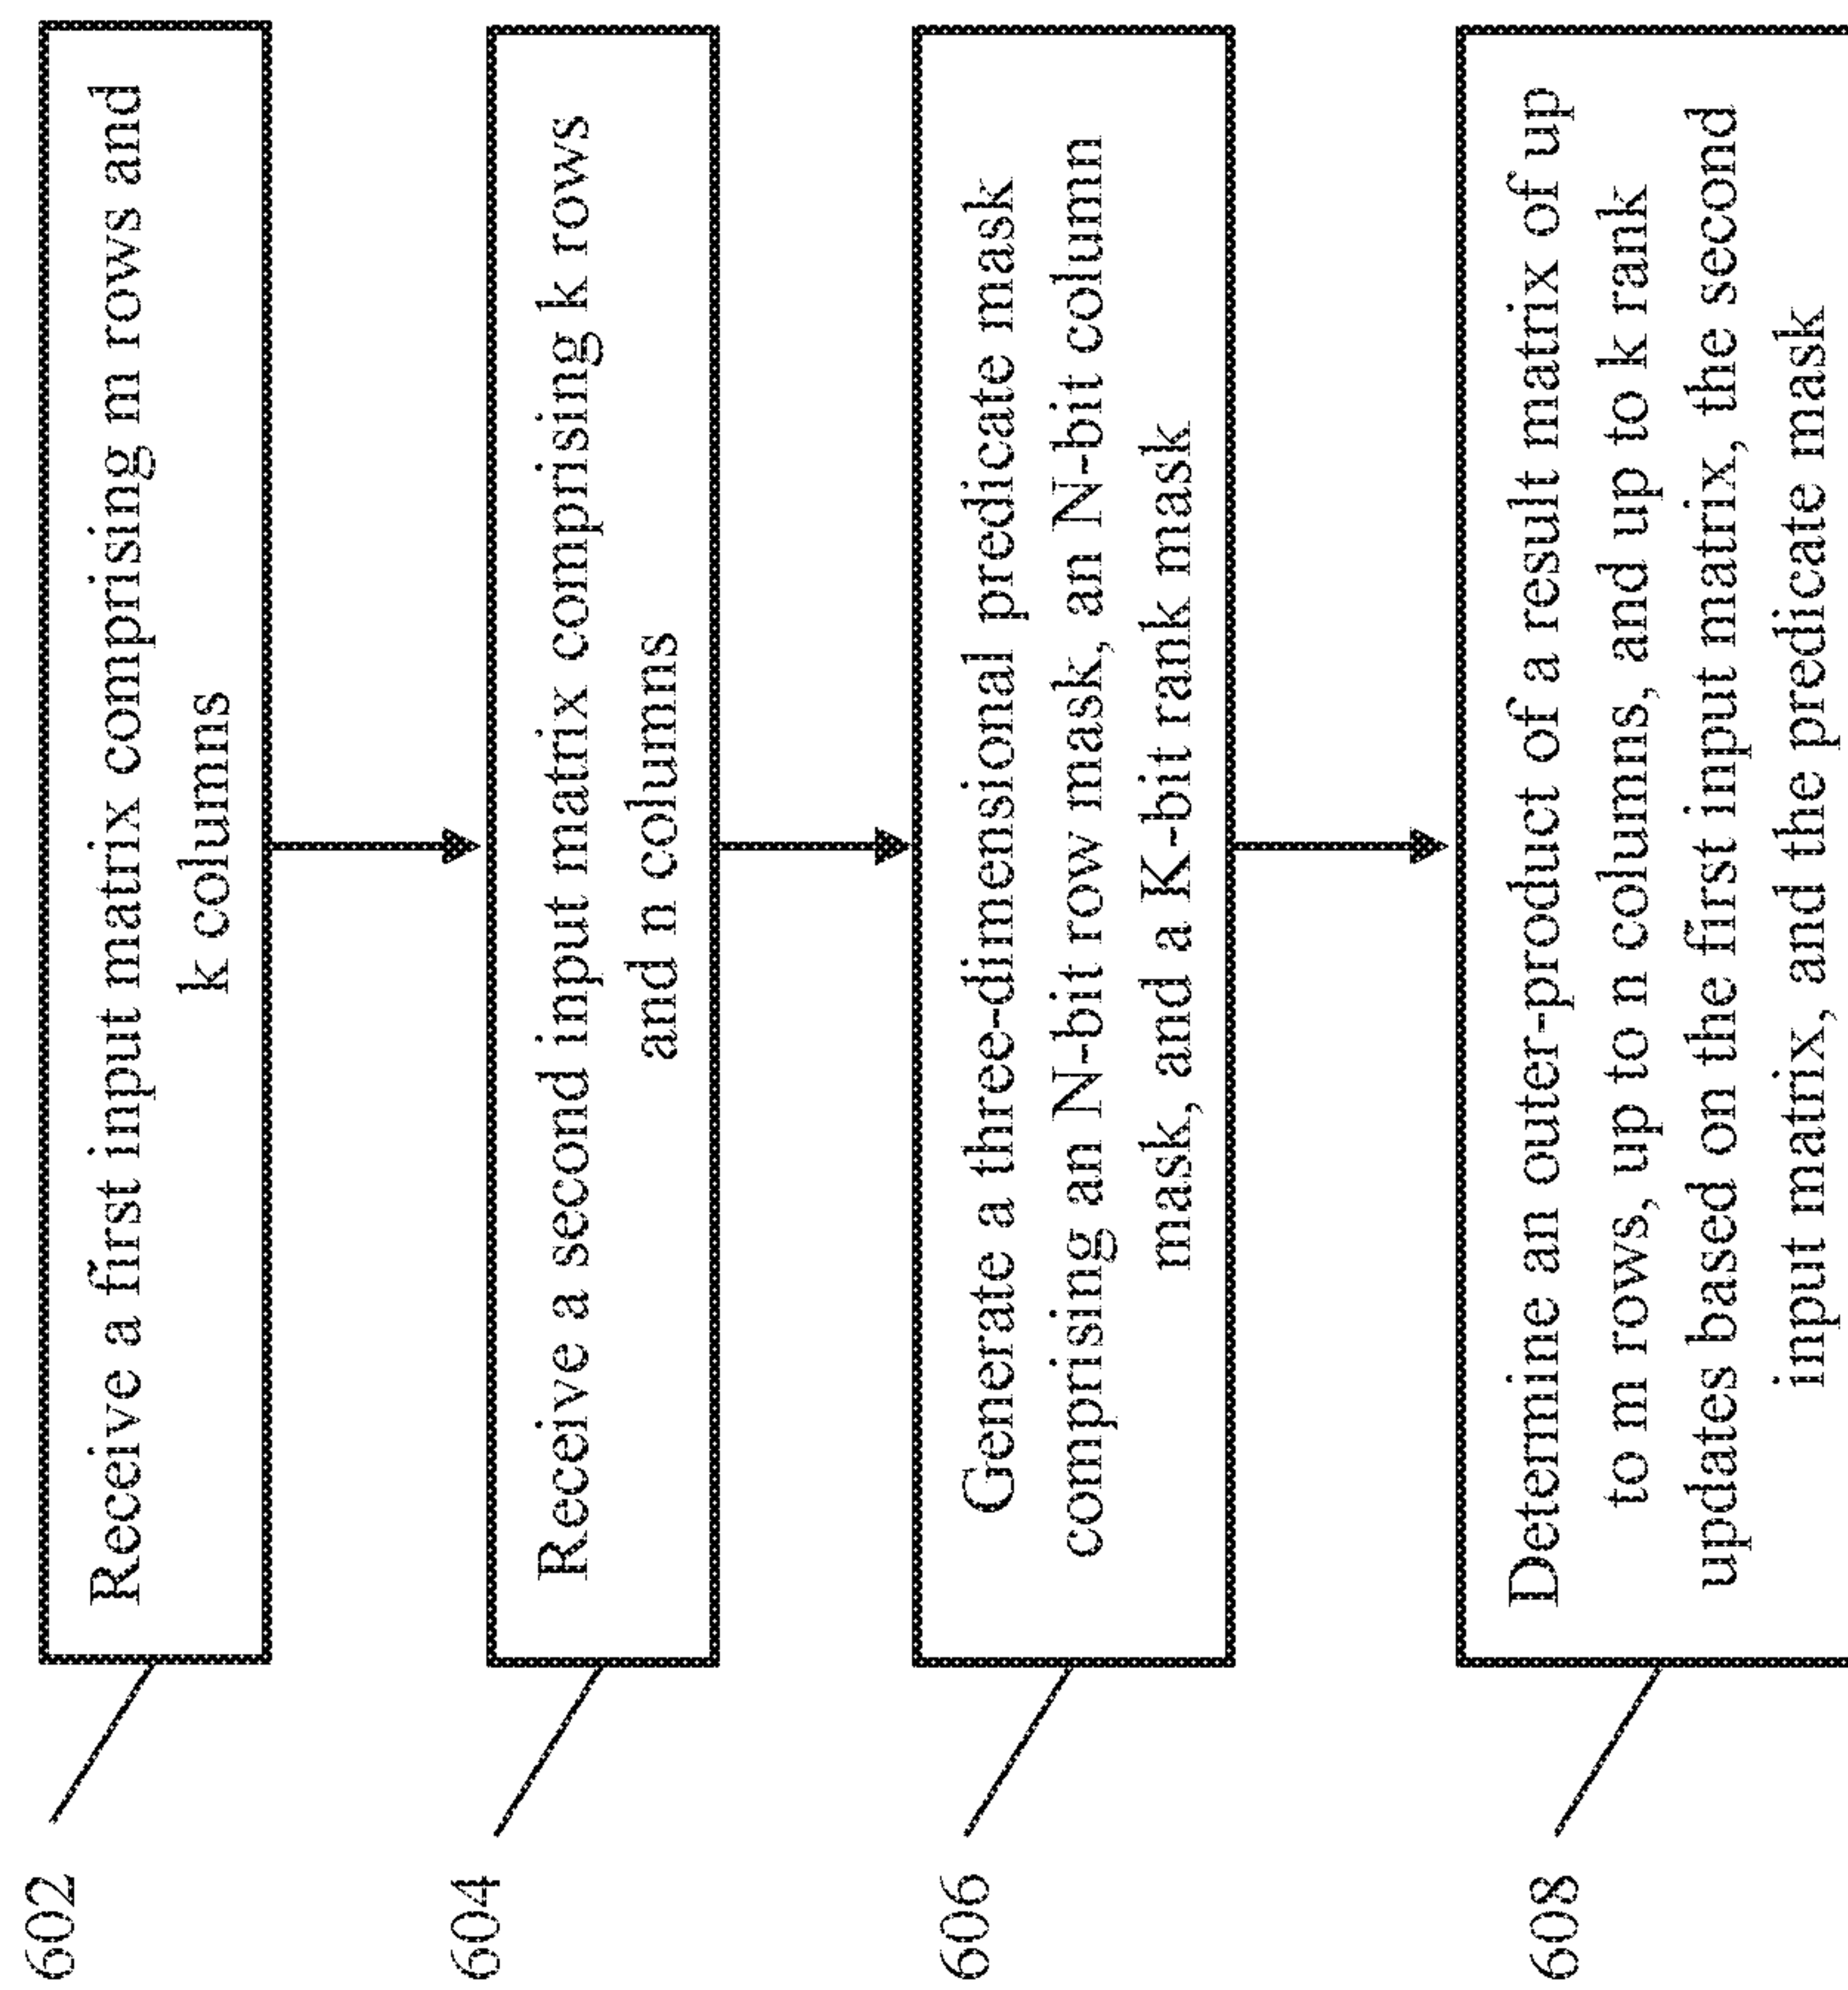 602
Receive a first input matrix comprising m rows and
k columns
604
Receive a second input matrix comprising k rows
and n columns
606
Generate a three-dimensional predicate mask
comprising an N-bit row mask, an N-bit column
mask, and a K-bit rank mask
608
Determine an outer-product of a result matrix of up
to m rows, up to n columns, and up to k rank
updates based on the first input matrix, the second
input matrix, and the predicate mask